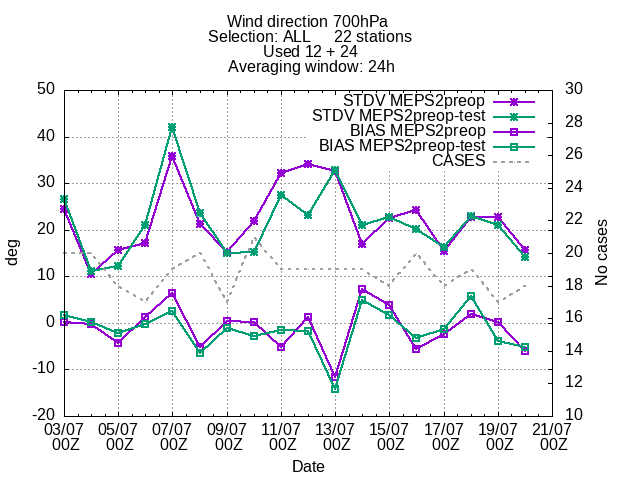 Wind direction 700hPa
Selection: ALL 22 stations
Used 12 + 24
Averaging window: 24h
STDV MEPS2preop
STDV MEPS2preop-test
BIAS MEPS2preop
BIAS MEPS2preop-test
CASES
deg
50
40
30
20
10
0
-10
-20
30
28
26
24
22
20
18
16
14
12
10
No cases
03/07 05/07 07/07 09/07 11/07 13/07 15/07 17/07 19/07 21/07
00Z 00Z 00Z 00Z 00Z 00Z 00Z 00Z 00Z 00Z
Date